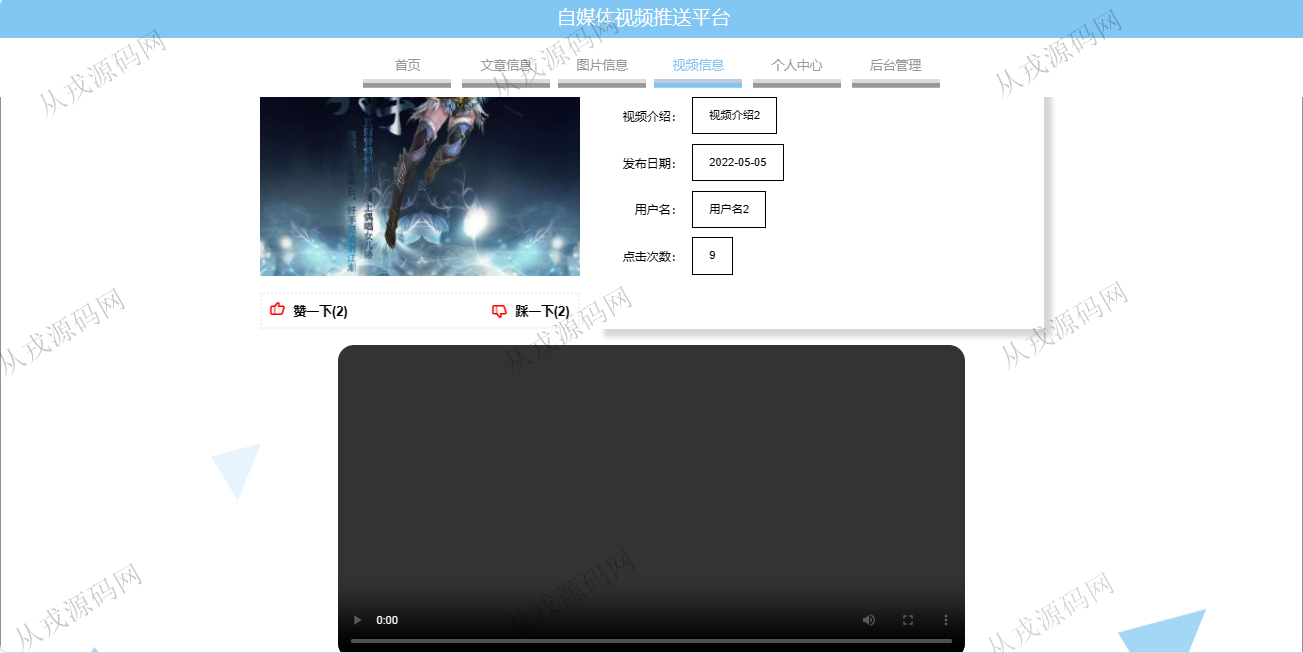 自媒体视频推送平台
首页 文章信息 图片信息 视频信息 个人中心 后台管理
视频介绍： 视频介绍2
发布日期： 2022-05-05
用户名： 用户名2
点击次数： 9
赞一下(2) 踩一下(2)
0:00
从戎源码网
从戎源码网
从戎源码网
从戎源码网
从戎源码网
从戎源码网
从戎源码网
从戎源码网
从戎源码网